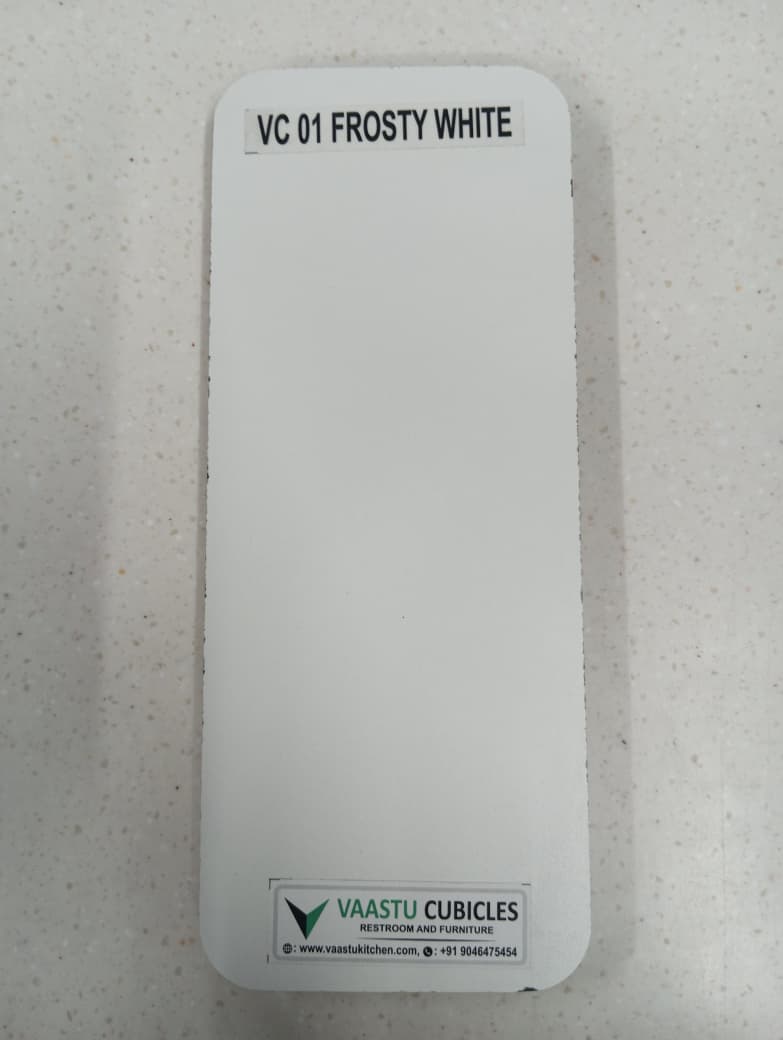 VC 01 FROSTY WHITE
VAASTU CUBICLES
RESTROOM AND FURNITURE
: www.vaastukitchen.com, : +91 9046475454